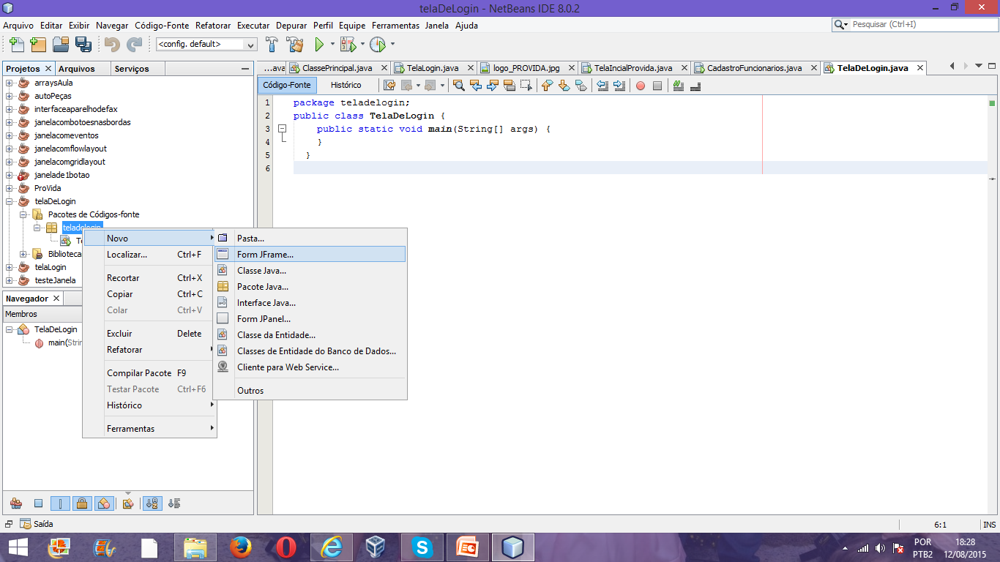 telaDeLogin - NetBeans IDE 8.0.2
Arquivo Editar Exibir Navegar Código-Fonte Refatorar Executar Depurar Perfil Equipe Ferramentas Janela Ajuda
Pesquisar (Ctrl+I)
<config. default>
Projetos Arquivos Serviços
...ava ClassePrincipal.java TelaLogin.java logo_PROVIDA.jpg TelaIncialProvida.java CadastroFuncionarios.java TelaDeLogin.java
Código-Fonte Histórico
arraysAula
autoPeças
interfaceaparelhodefax
janelacombotoesnasbordas
janelacomeventos
janelacomflowlayout
janelacomgridlayout
janelade1botao
ProVida
telaDeLogin
Pacotes de Códigos-fonte
teladelogin
Te
Biblioteca
telaLogin
testeJanela
1 package teladelogin;
2 public class TelaDeLogin {
3 public static void main(String[] args) {
4 }
5 }
6
Novo
Localizar... Ctrl+F
Recortar Ctrl+X
Copiar Ctrl+C
Colar Ctrl+V
Excluir Delete
Refatorar
Compilar Pacote F9
Testar Pacote Ctrl+F6
Histórico
Ferramentas
Pasta...
Form JFrame...
Classe Java...
Pacote Java...
Interface Java...
Form JPanel...
Classe da Entidade...
Classes de Entidade do Banco de Dados...
Cliente para Web Service...
Outros
Navegador
Membros
TelaDeLogin
main(Strin
Saída
6:1 INS
POR
PTB2
18:28
12/08/2015